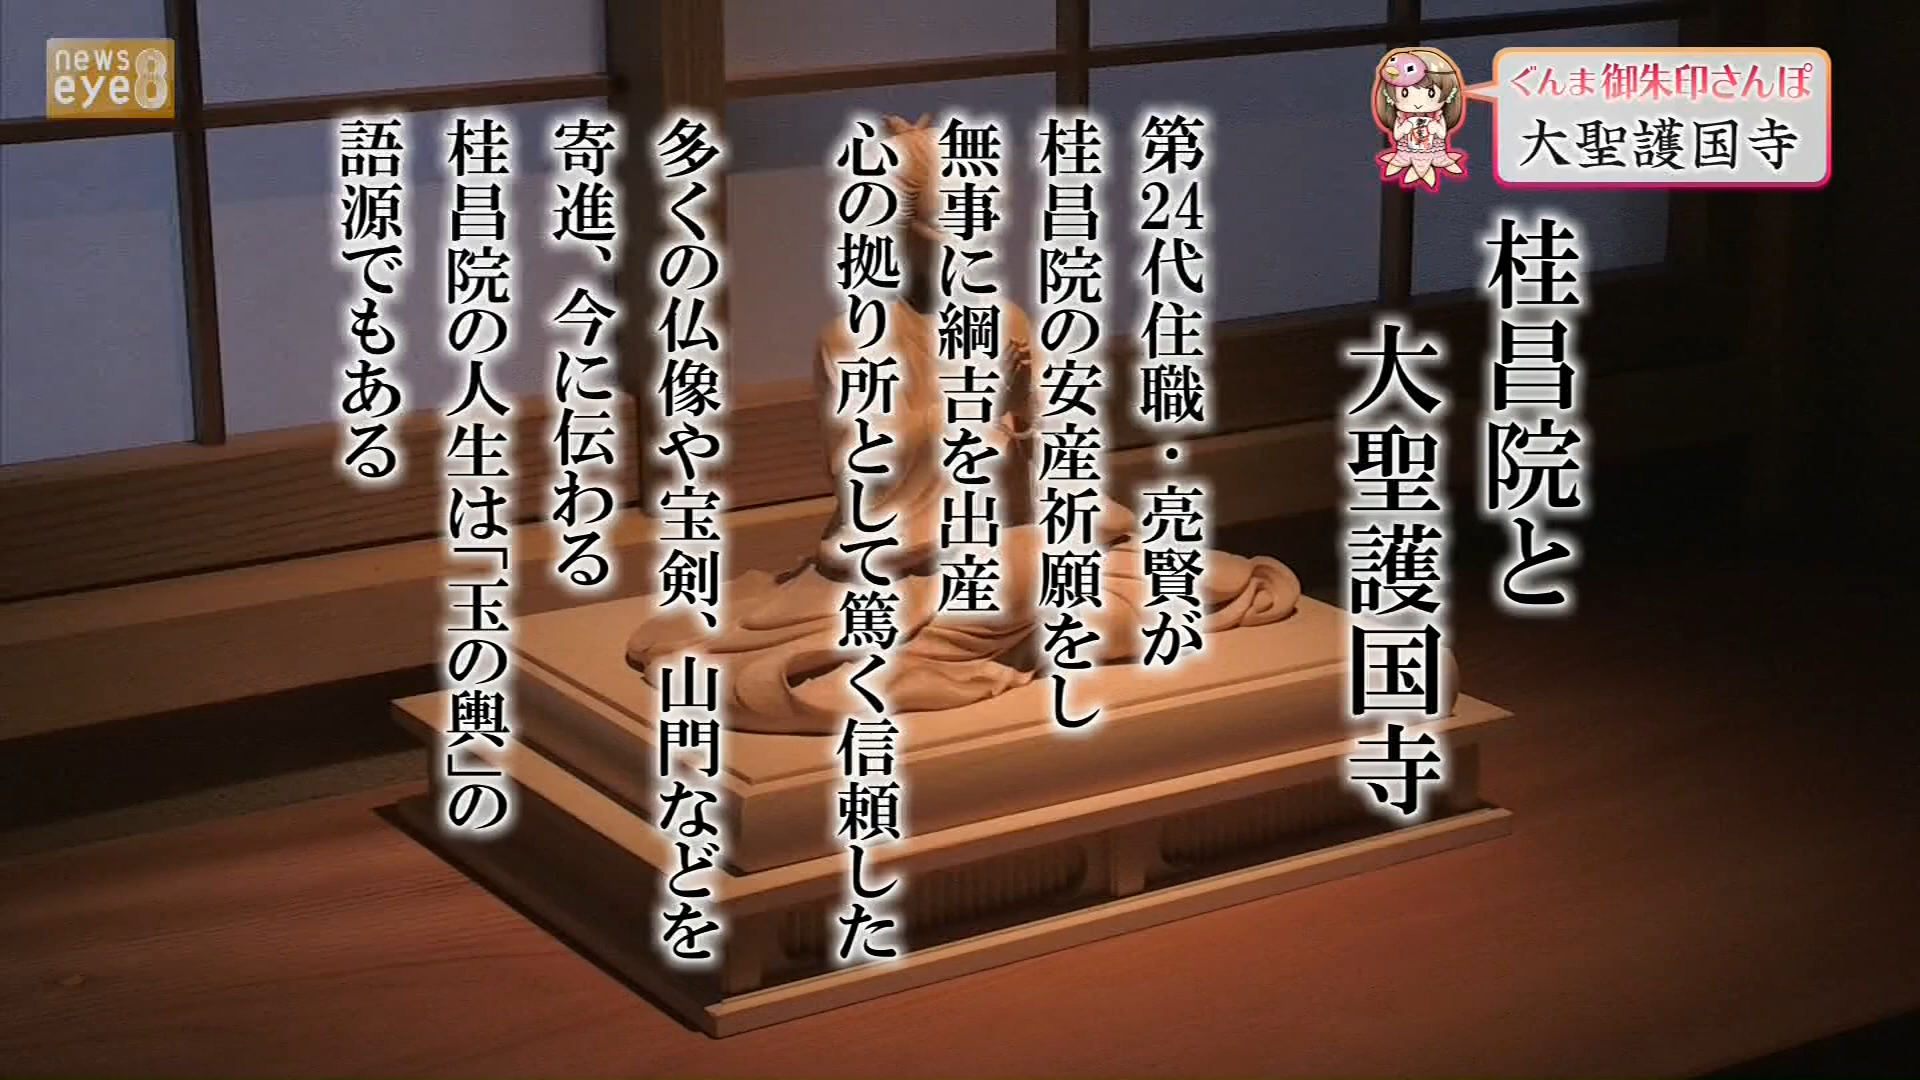 news
eye8
ぐんま御朱印さんぽ
大聖護国寺
桂昌院と
大聖護国寺
第24代住職・亮賢が
桂昌院の安産祈願をし
無事に綱吉を出産
心の拠り所として篤く信頼した
多くの仏像や宝剣、山門などを
寄進、今に伝わる
桂昌院の人生は「玉の輿」の
語源でもある